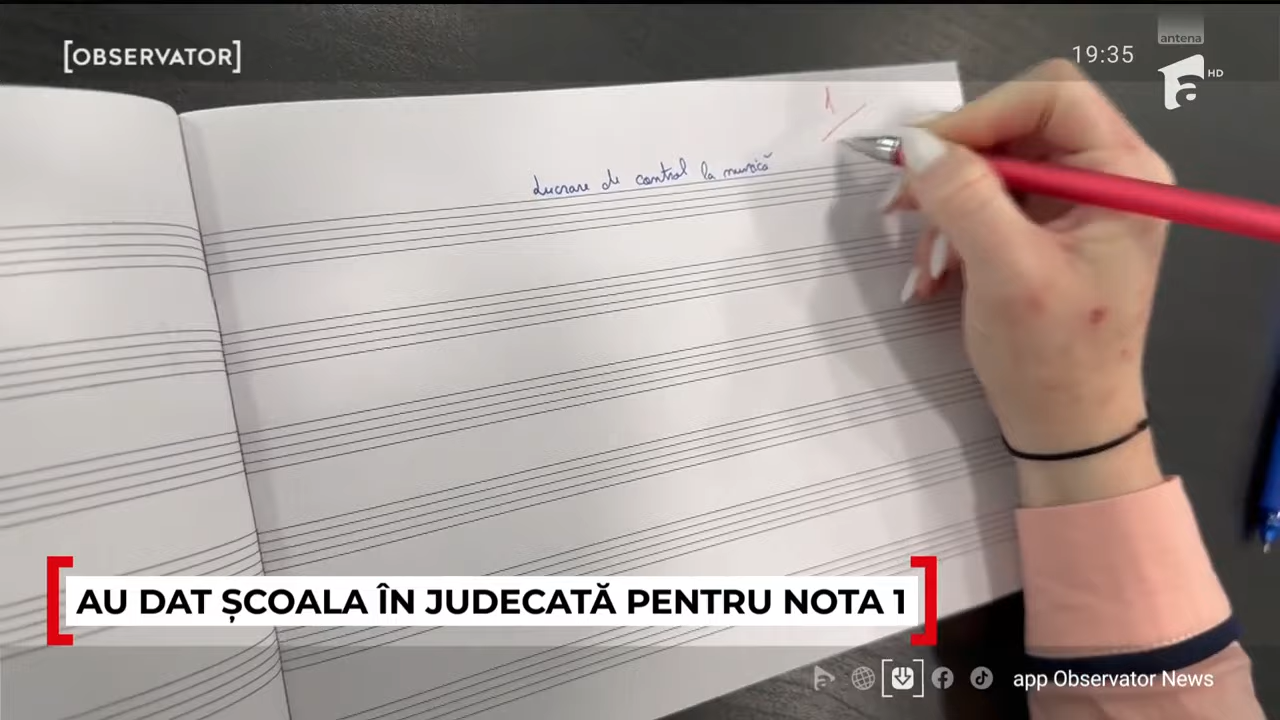 [OBSERVATOR]
antena
19:35
HD
1
Lucrare de control la muzică
AU DAT ȘCOALA ÎN JUDECATĂ PENTRU NOTA 1
app Observator News